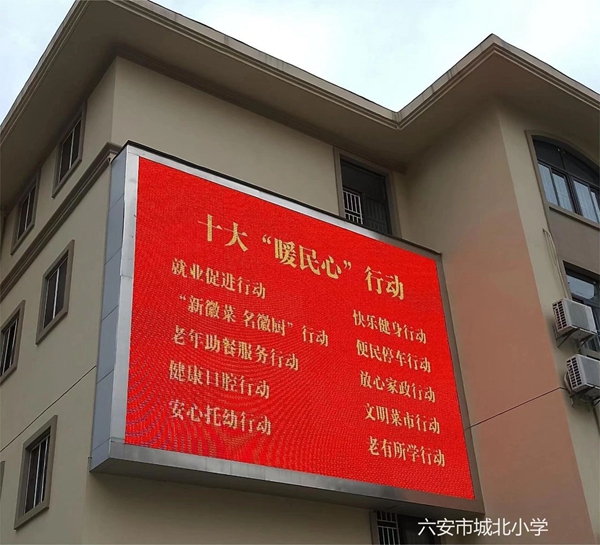 十大“暖民心”行动
就业促进行动
“新徽菜 名徽厨”行动
老年助餐服务行动
健康口腔行动
安心托幼行动
快乐健身行动
便民停车行动
放心家政行动
文明菜市行动
老有所学行动
六安市城北小学